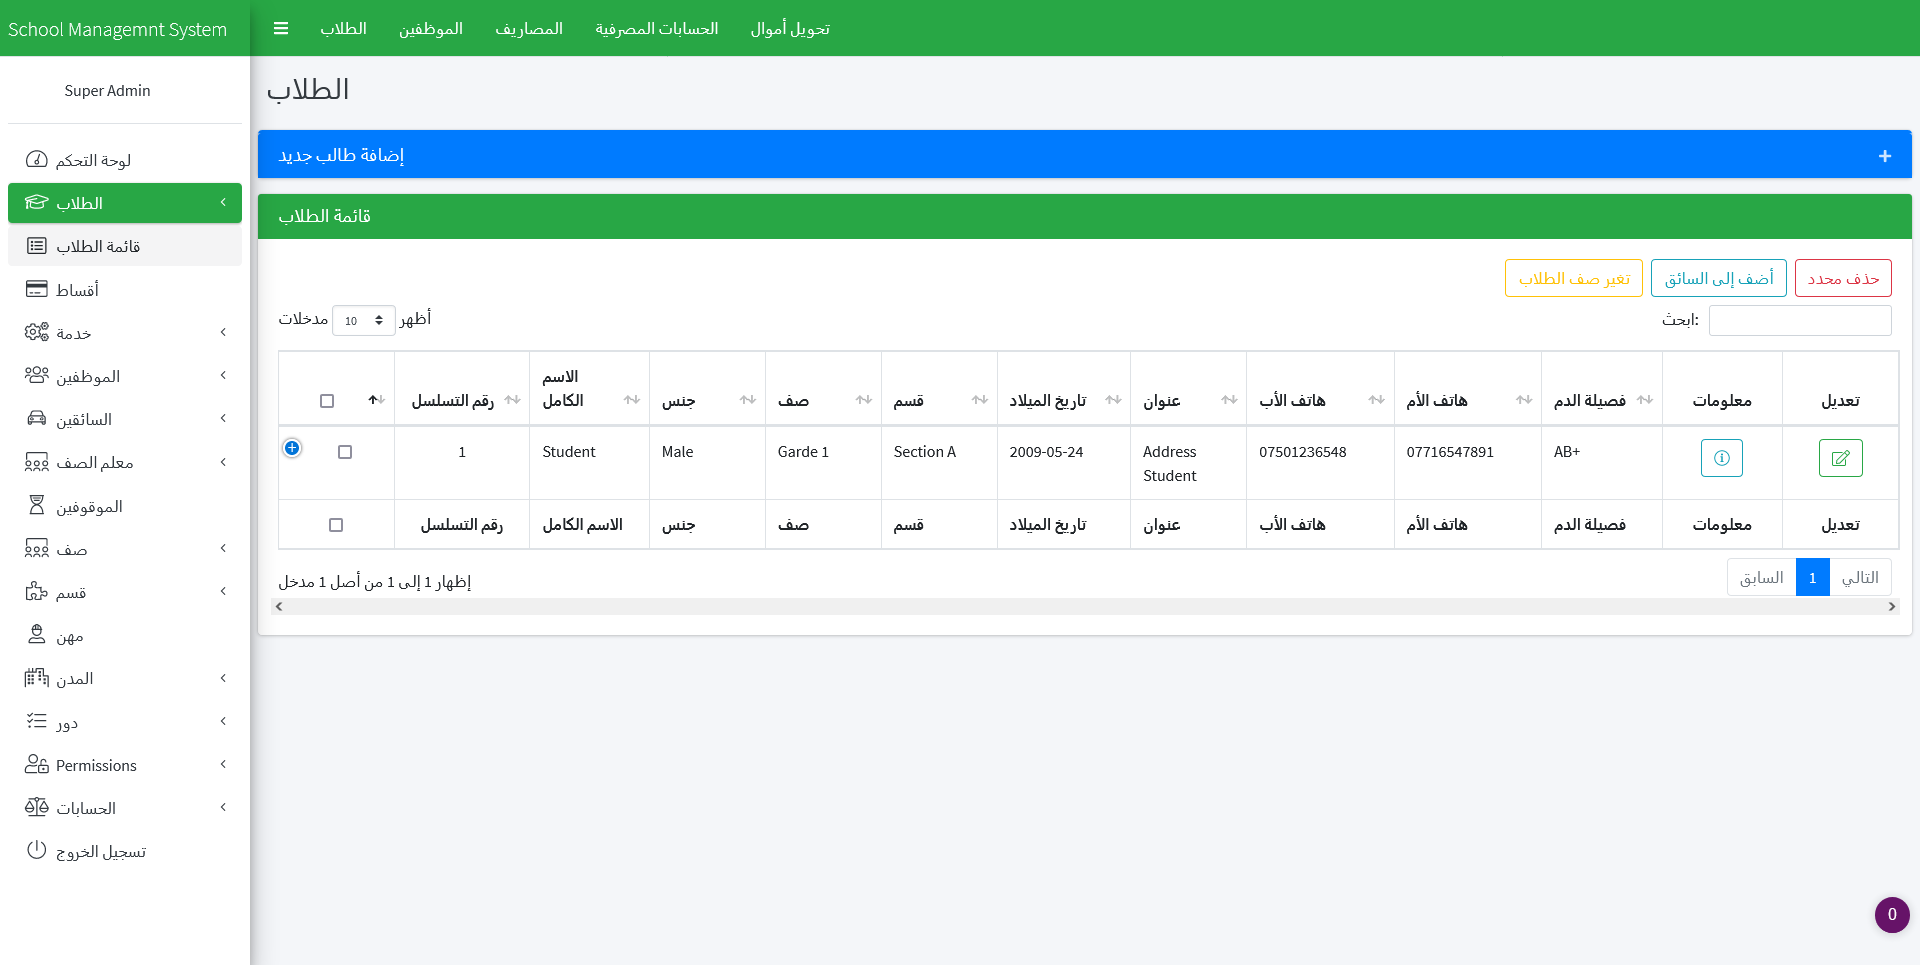 School Managemnt System
الطلاب
الموظفين
المصاريف
الحسابات المصرفية
تحويل أموال
Super Admin
لوحة التحكم
الطلاب
قائمة الطلاب
أقساط
خدمة
الموظفين
السائقين
معلم الصف
الموقوفين
صف
قسم
مهن
المدن
دور
Permissions
الحسابات
تسجيل الخروج
الطلاب
إضافة طالب جديد
قائمة الطلاب
تغير صف الطلاب
أضف إلى السائق
حذف محدد
أظهر 10 مدخلات
ابحث:
رقم التسلسل
الاسم الكامل
جنس
صف
قسم
تاريخ الميلاد
عنوان
هاتف الأب
هاتف الأم
فصيلة الدم
معلومات
تعديل
1
Student
Male
Garde 1
Section A
2009-05-24
Address
Student
07501236548
07716547891
AB+
رقم التسلسل
الاسم الكامل
جنس
صف
قسم
تاريخ الميلاد
عنوان
هاتف الأب
هاتف الأم
فصيلة الدم
معلومات
تعديل
إظهار 1 إلى 1 من أصل 1 مدخل
السابق
1
التالي
0